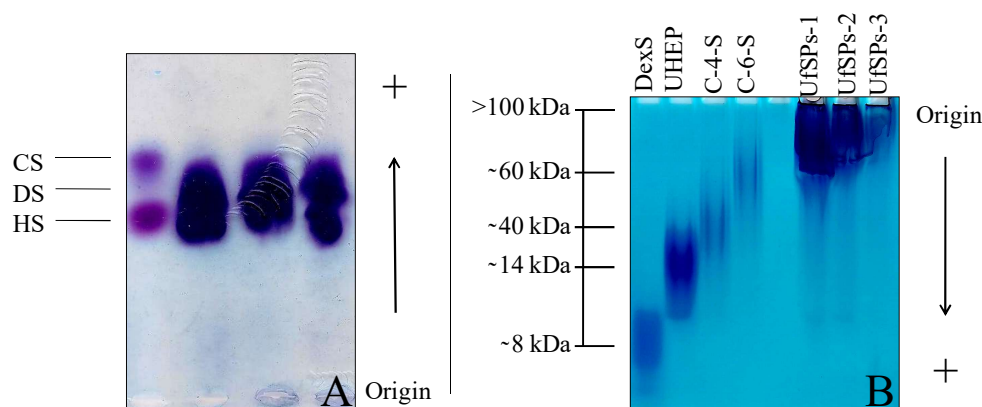 CS
DS
HS
+
Origin
A
DexS
UHEP
C-4-S
C-6-S
UfSPs-1
UfSPs-2
UfSPs-3
>100 kDa
~60 kDa
~40 kDa
~14 kDa
~8 kDa
Origin
+
B